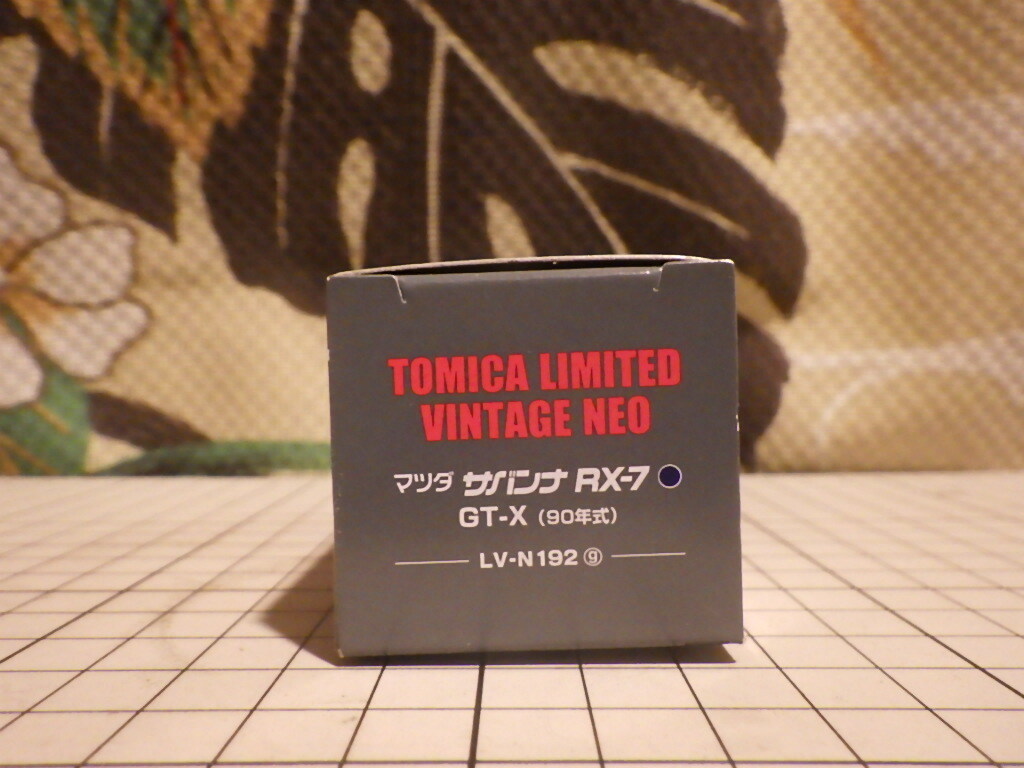 TOMICA LIMITED
VINTAGE NEO
マツダ サバンナ RX-7
GT-X (90年式)
LV-N192 ⓖ